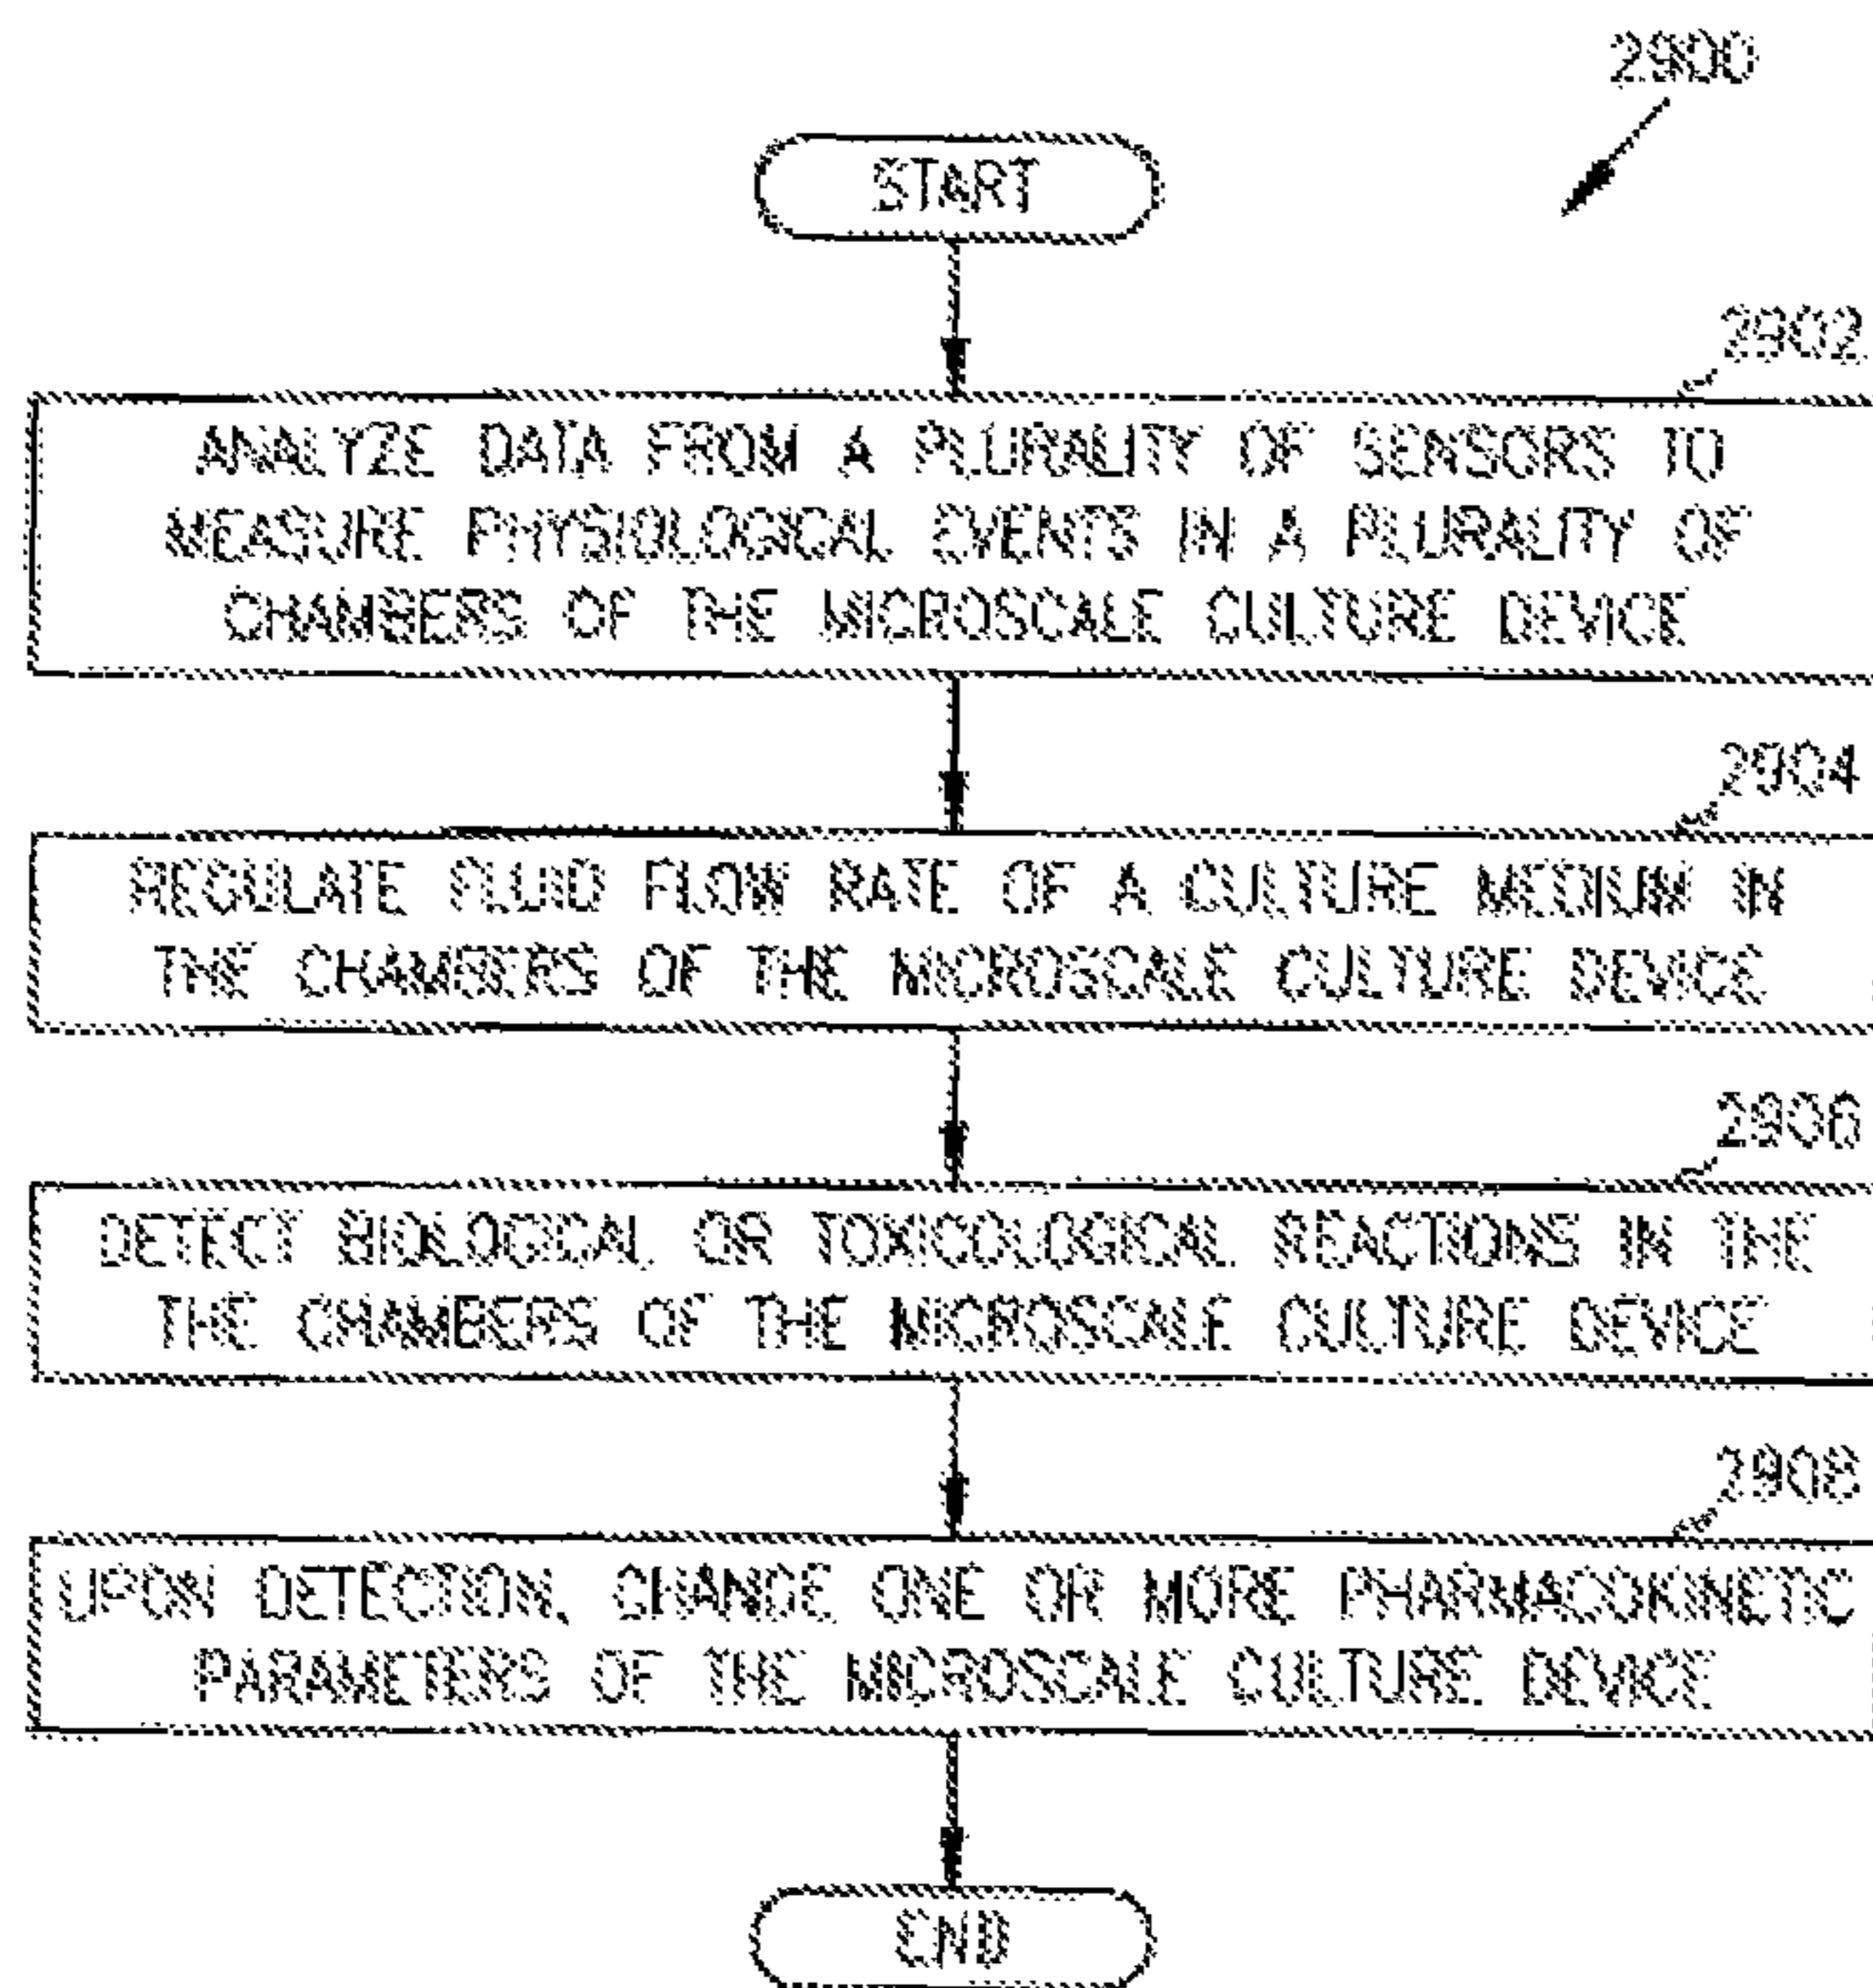 2900
START
2902
ANALYZE DATA FROM A PLURALITY OF SENSORS TO
MEASURE PHYSIOLOGICAL EVENTS IN A PLURALITY OF
CHAMBERS OF THE MICROSCALE CULTURE DEVICE
2904
REGULATE FLUID FLOW RATE OF A CULTURE MEDIUM IN
THE CHAMBERS OF THE MICROSCALE CULTURE DEVICE
2906
DETECT BIOLOGICAL OR TOXICOLOGICAL REACTIONS IN THE
THE CHAMBERS OF THE MICROSCALE CULTURE DEVICE
2908
UPON DETECTION, CHANGE ONE OR MORE PHARMACOKINETIC
PARAMETERS OF THE MICROSCALE CULTURE DEVICE
END